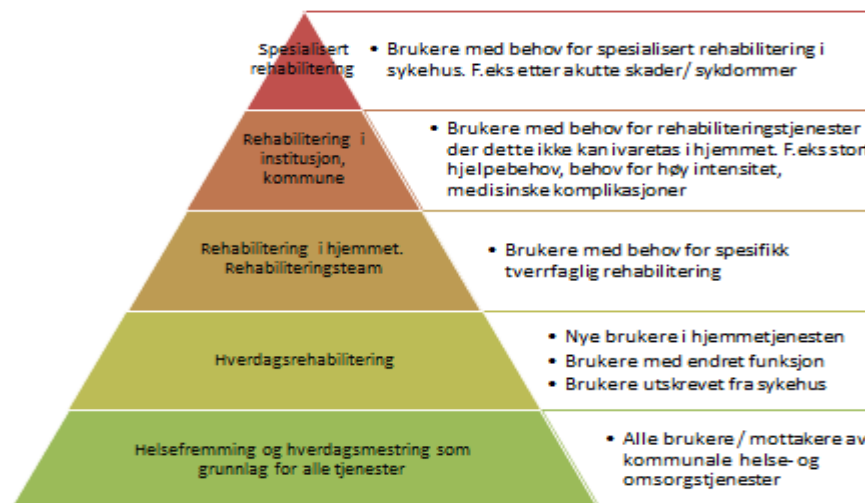 Spesialisert
rehabilitering
• Brukere med behov for spesialisert rehabilitering i
sykehus. F.eks etter akutte skader/ sykdommer
Rehabilitering i
institusjon,
kommune
• Brukere med behov for rehabiliteringstjenester
der dette ikke kan ivaretas i hjemmet. F.eks stort
hjelpebehov, behov for høy intensitet,
medisinske komplikasjoner
Rehabilitering i hjemmet.
Rehabiliteringsteam
• Brukere med behov for spesifikk
tverrfaglig rehabilitering
Hverdagsrehabilitering
• Nye brukere i hjemmetjenesten
• Brukere med endret funksjon
• Brukere utskrevet fra sykehus
Helsefremming og hverdagsmestring som
grunnlag for alle tjenester
• Alle brukere / mottakere av
kommunale helse- og
omsorgstjenester